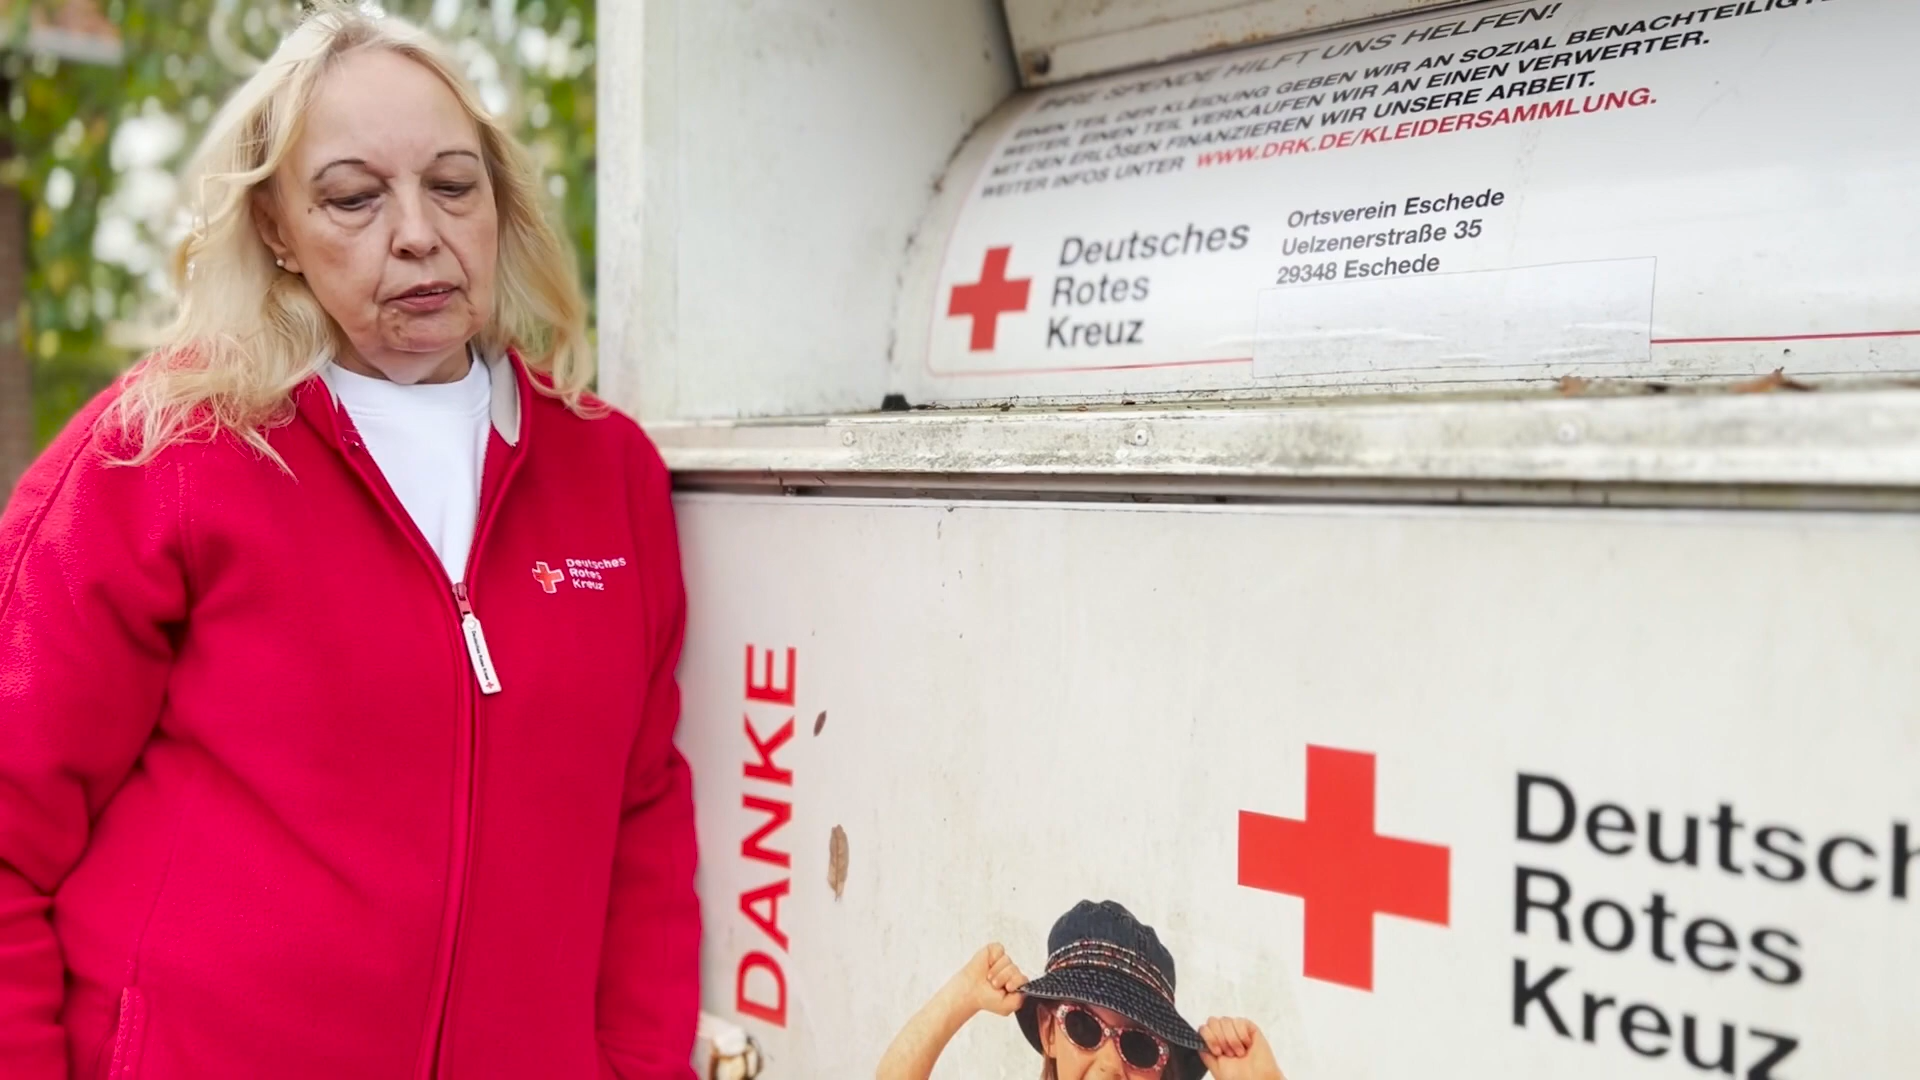 IHRE SPENDE HILFT UNS HELFEN!
EINEN TEIL DER KLEIDUNG GEBEN WIR AN SOZIAL BENACHTEILIGTE
WEITER, EINEN TEIL VERKAUFEN WIR AN EINEN VERWERTER.
MIT DEN ERLÖSEN FINANZIEREN WIR UNSERE ARBEIT.
WEITER INFOS UNTER WWW.DRK.DE/KLEIDERSAMMLUNG.
Deutsches
Rotes
Kreuz
Ortsverein Eschede
Uelzenerstraße 35
29348 Eschede
Deutsches
Rotes
Kreuz
DANKE
Deutsch
Rotes
Kreuz